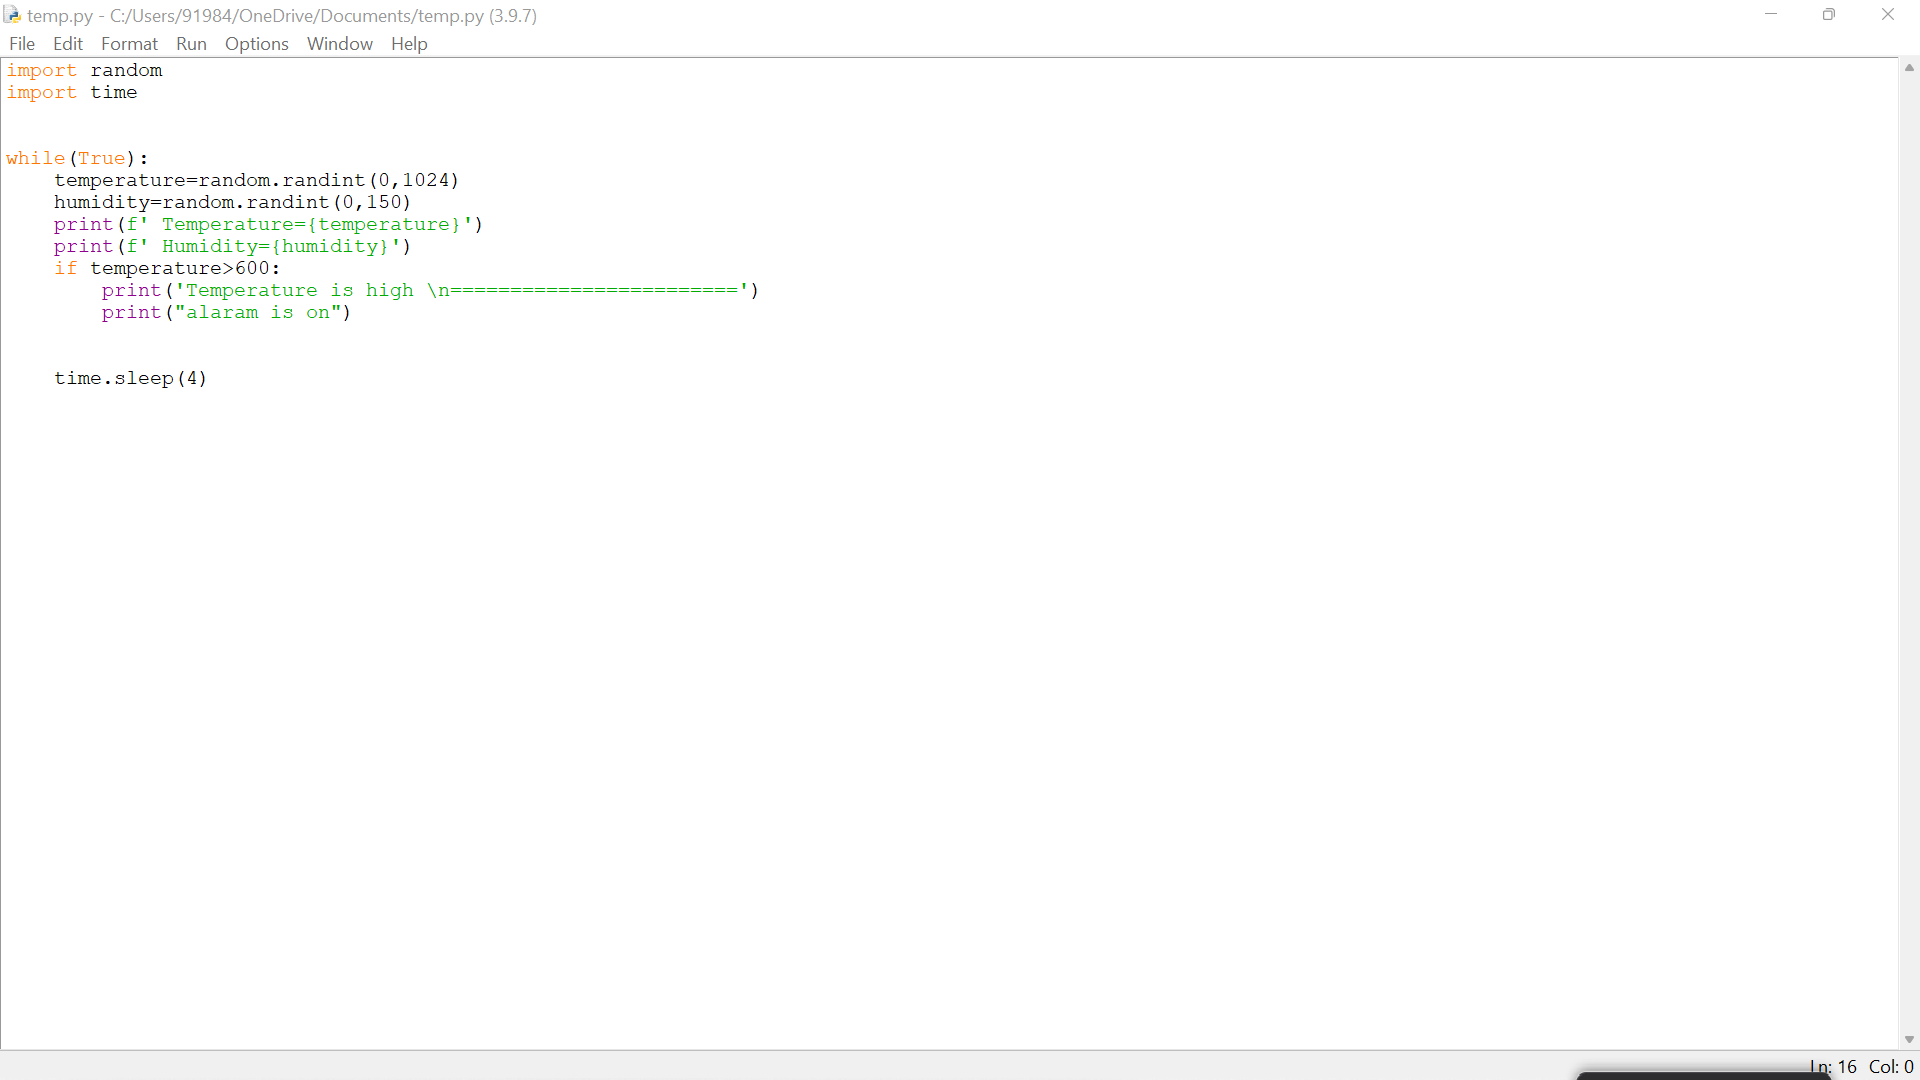 temp.py - C:/Users/91984/OneDrive/Documents/temp.py (3.9.7)
File Edit Format Run Options Window Help
import random
import time
while(True):
    temperature=random.randint(0,1024)
    humidity=random.randint(0,150)
    print(f' Temperature={temperature}')
    print(f' Humidity={humidity}')
    if temperature>600:
        print('Temperature is high \n========================')
        print("alaram is on")
    time.sleep(4)
Ln: 16 Col: 0